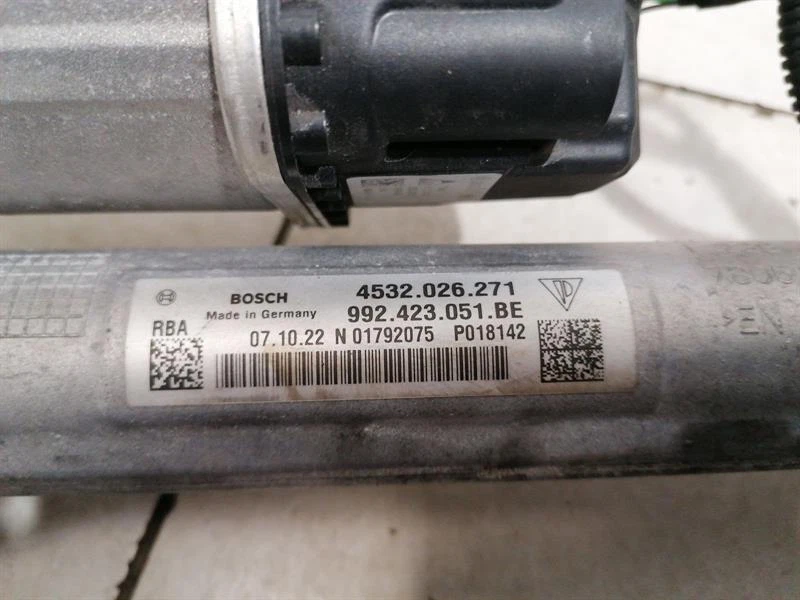 BOSCH 4532.026.271
Made in Germany 992.423.051.BE
RBA 07.10.22 N 01792075 P018142